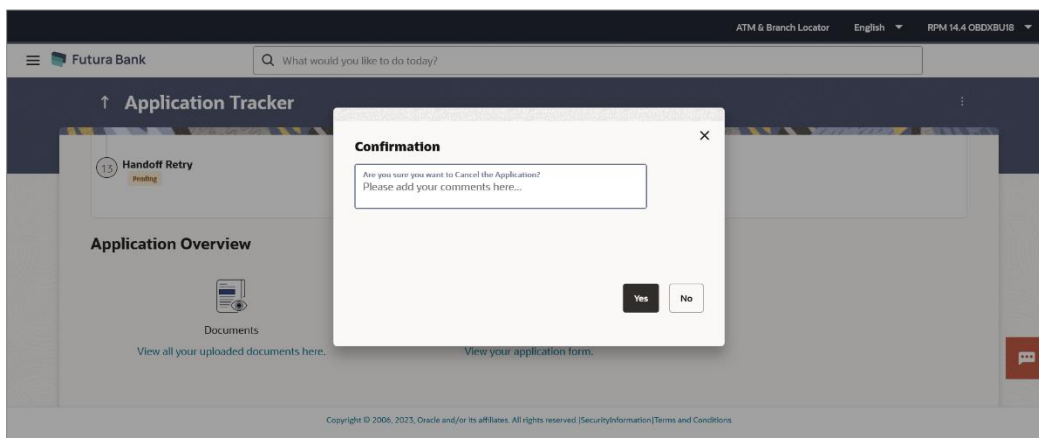 ATM & Branch Locator English RPM 14.4 OBDXBU18
Futura Bank
What would you like to do today?
Application Tracker
13 Handoff Retry
Pending
Confirmation
Are you sure you want to Cancel the Application?
Please add your comments here...
Yes No
Application Overview
Documents
View all your uploaded documents here. View your application form.
Copyright © 2006, 2023, Oracle and/or its affiliates. All rights reserved.|SecurityInformation|Terms and Conditions